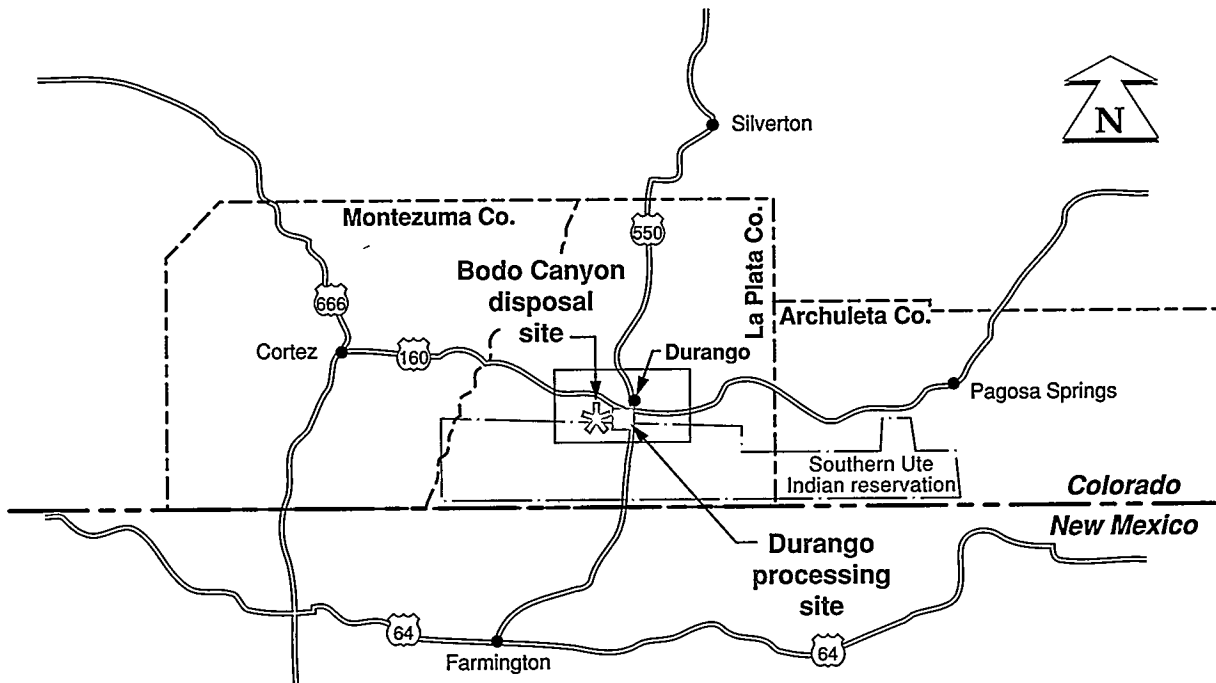 Silverton
N
Montezuma Co.
550
La Plata Co.
Bodo Canyon
disposal
site
666
Archuleta Co.
Cortez
160
Durango
Pagosa Springs
Southern Ute
Indian reservation
Colorado
New Mexico
Durango
processing
site
64
64
Farmington